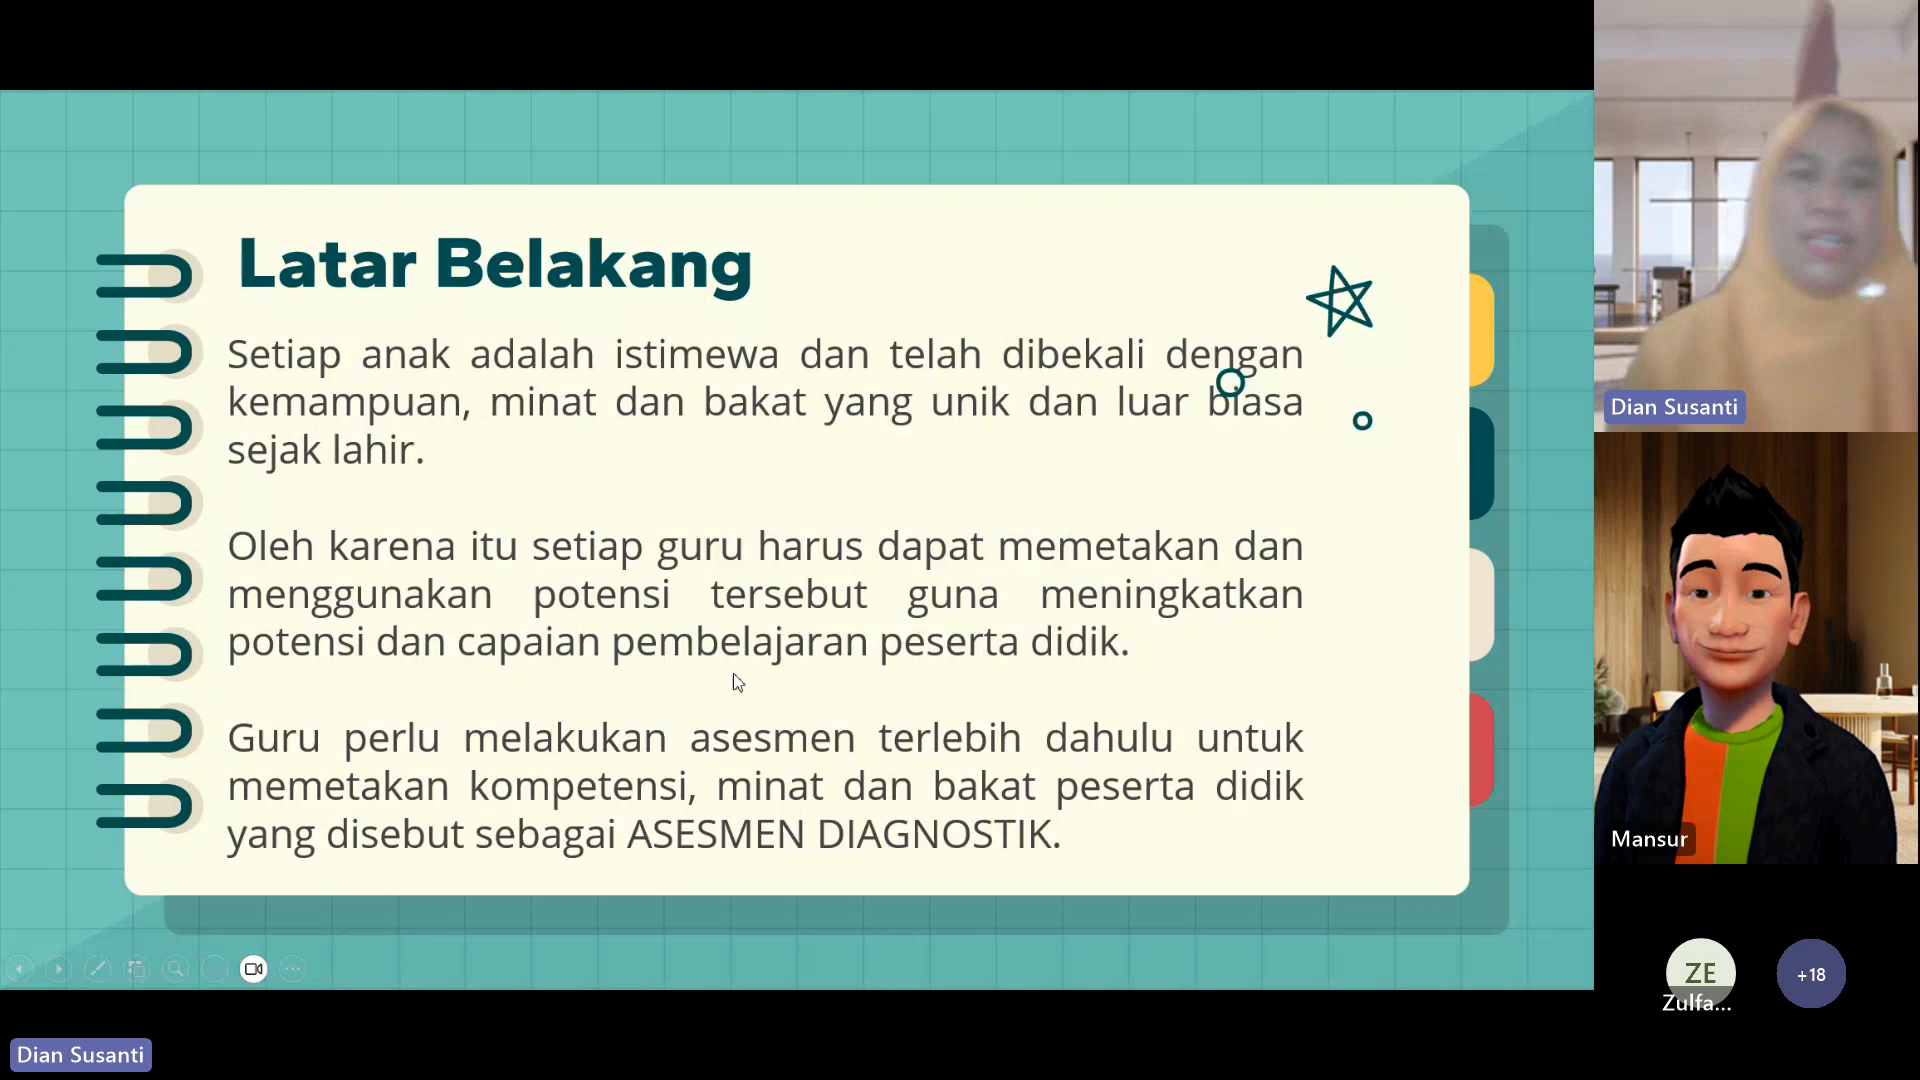 Latar Belakang
Setiap anak adalah istimewa dan telah dibekali dengan
kemampuan, minat dan bakat yang unik dan luar biasa
sejak lahir.
Oleh karena itu setiap guru harus dapat memetakan dan
menggunakan potensi tersebut guna meningkatkan
potensi dan capaian pembelajaran peserta didik.
Guru perlu melakukan asesmen terlebih dahulu untuk
memetakan kompetensi, minat dan bakat peserta didik
yang disebut sebagai ASESMEN DIAGNOSTIK.
Dian Susanti
Mansur
ZE
Zulfa...
+18
Dian Susanti